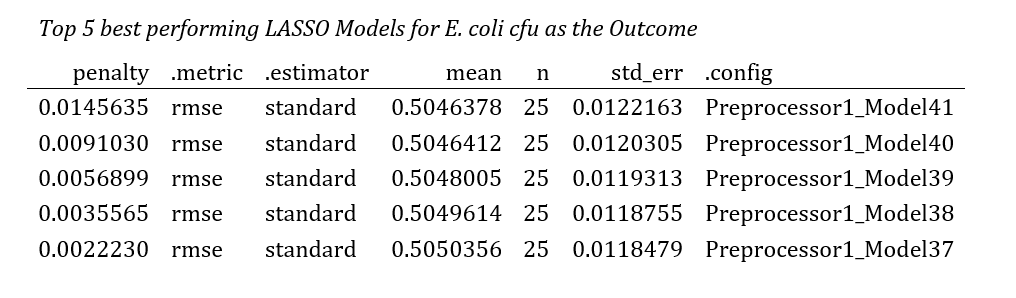 Top 5 best performing LASSO Models for E. coli cfu as the Outcome
penalty .metric .estimator mean n std_err .config
0.0145635 rmse standard 0.5046378 25 0.0122163 Preprocessor1_Model41
0.0091030 rmse standard 0.5046412 25 0.0120305 Preprocessor1_Model40
0.0056899 rmse standard 0.5048005 25 0.0119313 Preprocessor1_Model39
0.0035565 rmse standard 0.5049614 25 0.0118755 Preprocessor1_Model38
0.0022230 rmse standard 0.5050356 25 0.0118479 Preprocessor1_Model37